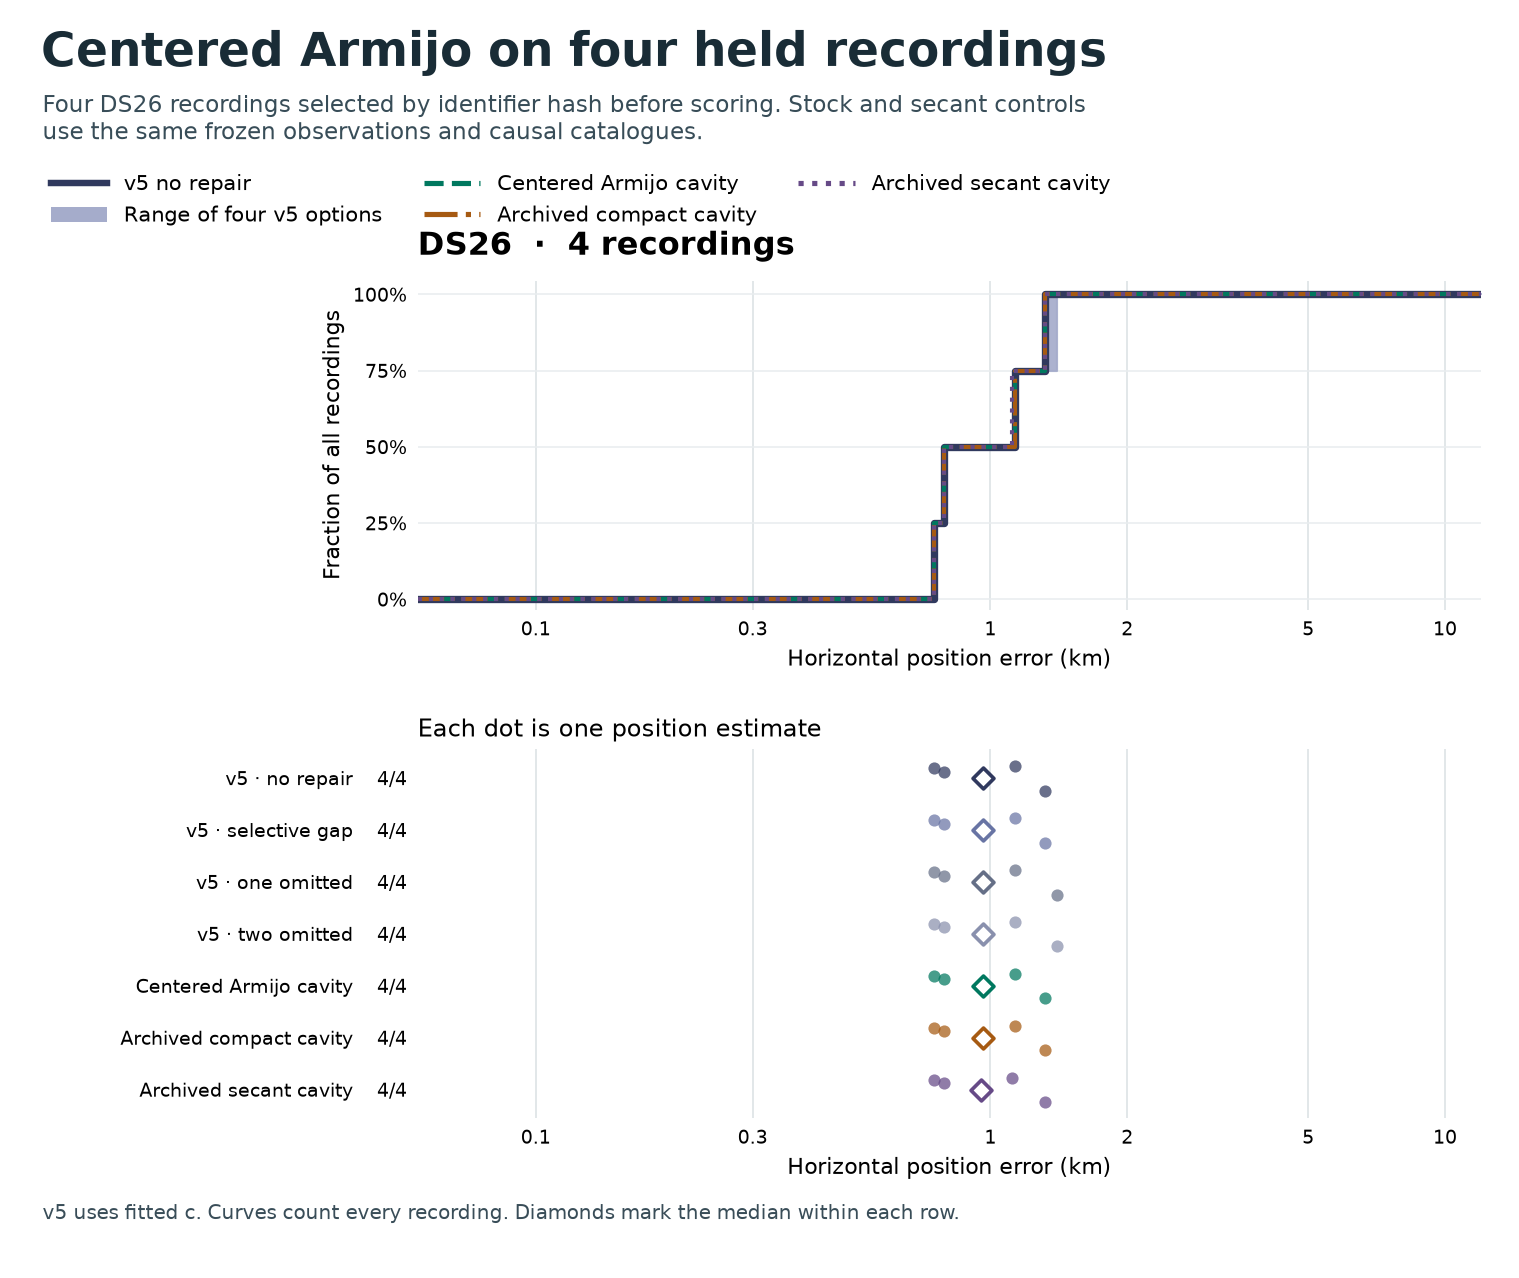 Centered Armijo on four held recordings
Four DS26 recordings selected by identifier hash before scoring. Stock and secant controls
use the same frozen observations and causal catalogues.
v5 no repair
Centered Armijo cavity
Archived secant cavity
Range of four v5 options
Archived compact cavity
DS26 · 4 recordings
Fraction of all recordings
100%
75%
50%
25%
0%
0.1 0.3 1 2 5 10
Horizontal position error (km)
Each dot is one position estimate
v5 · no repair 4/4
v5 · selective gap 4/4
v5 · one omitted 4/4
v5 · two omitted 4/4
Centered Armijo cavity 4/4
Archived compact cavity 4/4
Archived secant cavity 4/4
0.1 0.3 1 2 5 10
Horizontal position error (km)
v5 uses fitted c. Curves count every recording. Diamonds mark the median within each row.